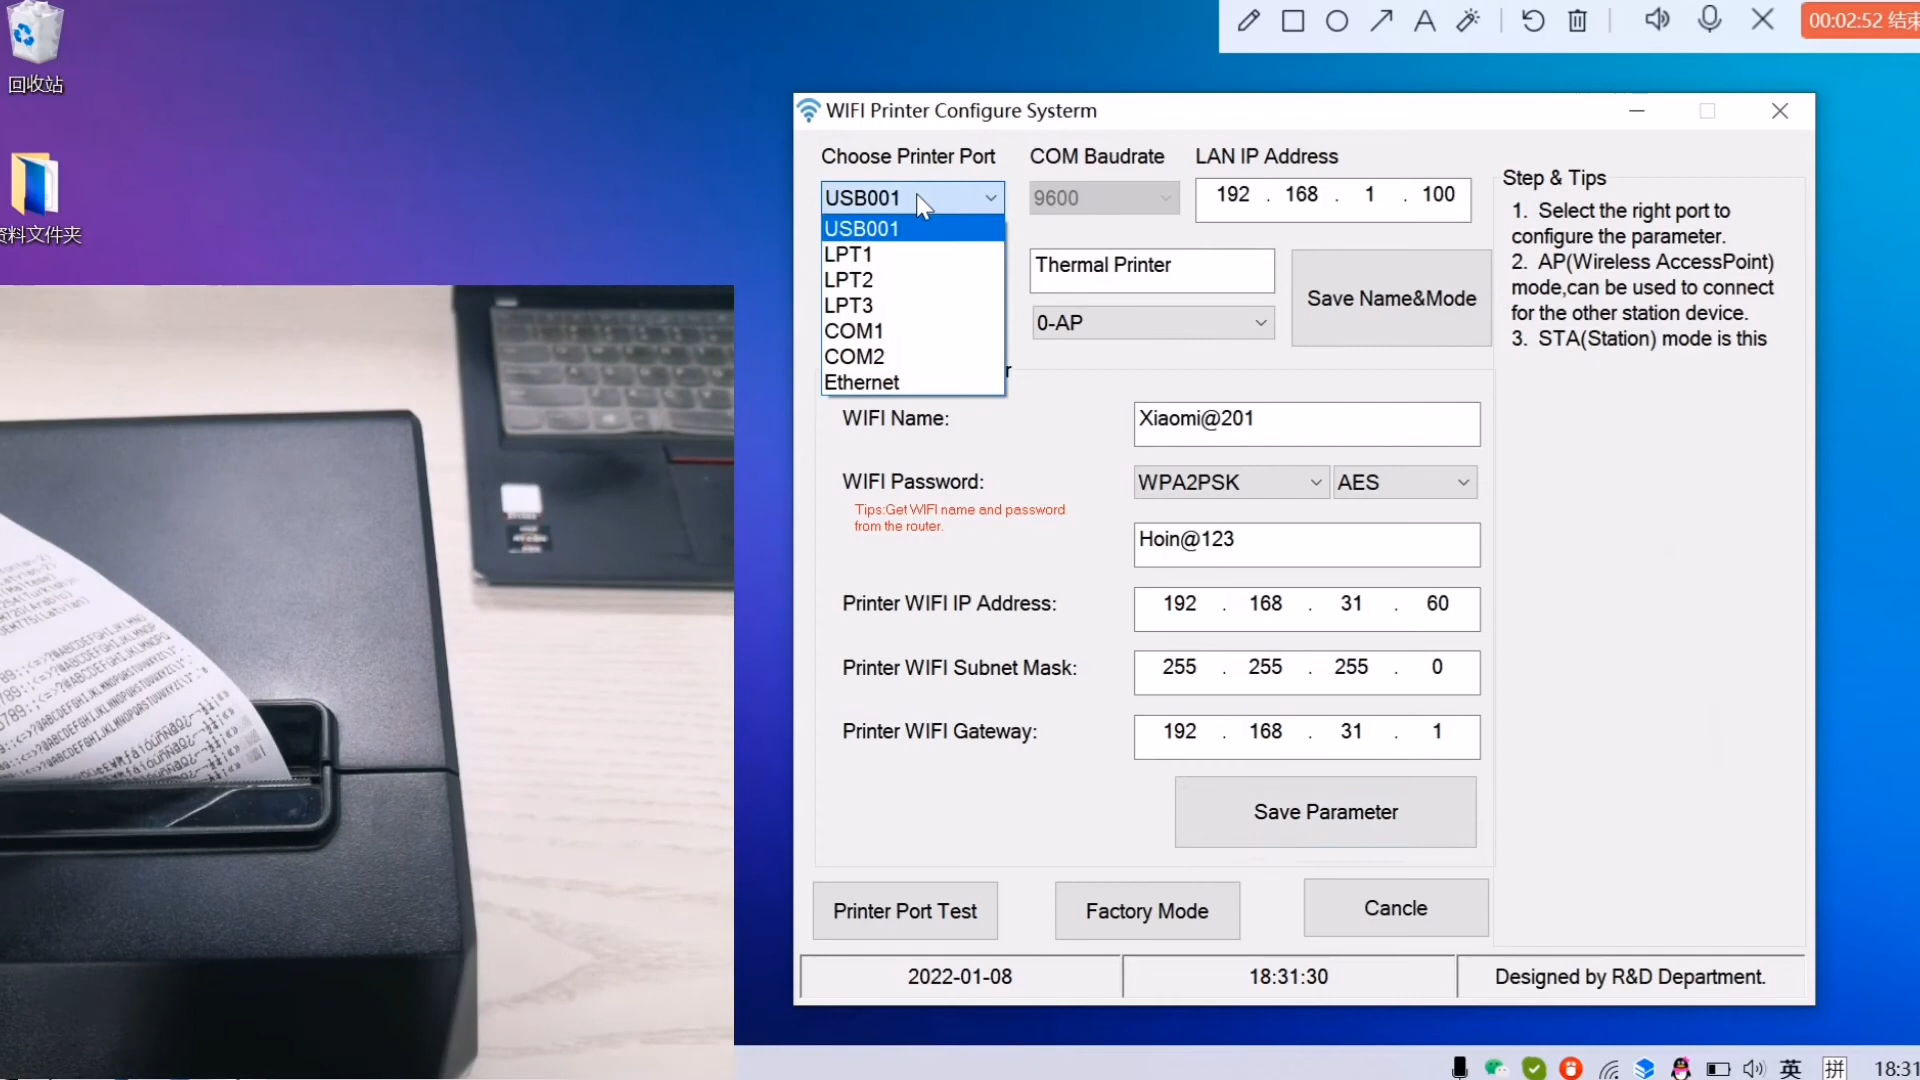 00:02:52 结束
回收站
资料文件夹
WIFI Printer Configure Systerm
Choose Printer Port
COM Baudrate
LAN IP Address
USB001
9600
192 . 168 . 1 . 100
USB001
LPT1
LPT2
LPT3
COM1
COM2
Ethernet
Thermal Printer
0-AP
Save Name&Mode
Step & Tips
1. Select the right port to
configure the parameter.
2. AP(Wireless AccessPoint)
mode,can be used to connect
for the other station device.
3. STA(Station) mode is this
WIFI Name:
Xiaomi@201
WIFI Password:
WPA2PSK
AES
Tips:Get WIFI name and password
from the router.
Hoin@123
Printer WIFI IP Address:
192 . 168 . 31 . 60
Printer WIFI Subnet Mask:
255 . 255 . 255 . 0
Printer WIFI Gateway:
192 . 168 . 31 . 1
Save Parameter
Printer Port Test
Factory Mode
Cancle
2022-01-08
18:31:30
Designed by R&D Department.
英
拼
18:31